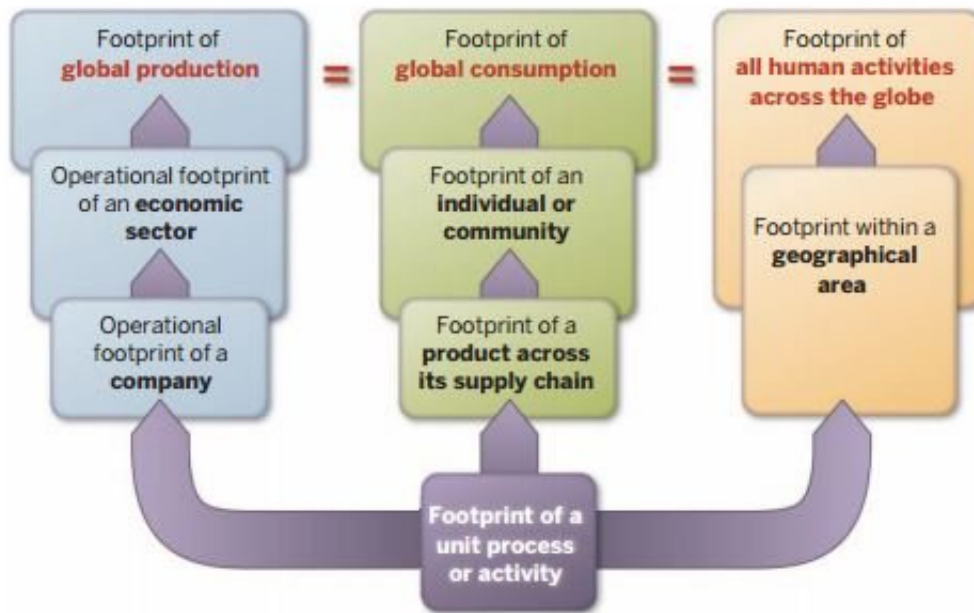 Footprint of
global production
=
Footprint of
global consumption
=
Footprint of
all human activities
across the globe
Operational footprint
of an economic
sector
Footprint of an
individual or
community
Footprint within a
geographical
area
Operational
footprint of a
company
Footprint of a
product across
its supply chain
Footprint of a
unit process
or activity